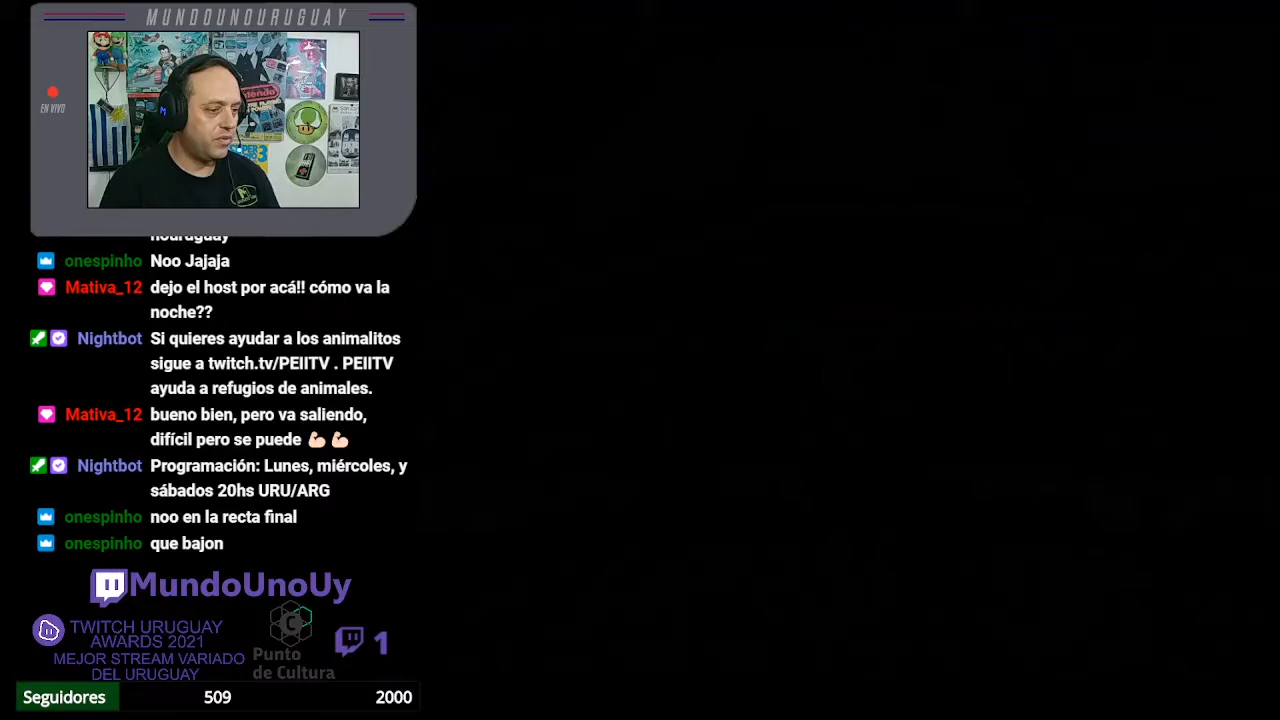 MUNDOUNOURUGUAY
EN VIVO
nouruguay
onespinho Noo Jajaja
Mativa_12 dejo el host por acá!! cómo va la
noche??
Nightbot Si quieres ayudar a los animalitos
sigue a twitch.tv/PEIITV . PEIITV
ayuda a refugios de animales.
Mativa_12 bueno bien, pero va saliendo,
difícil pero se puede 💪🏻 💪🏻
Nightbot Programación: Lunes, miércoles, y
sábados 20hs URU/ARG
onespinho noo en la recta final
onespinho que bajon
MundoUnoUy
TWITCH URUGUAY
AWARDS 2021
MEJOR STREAM VARIADO
DEL URUGUAY
C
Punto
de Cultura
1
Seguidores 509 2000